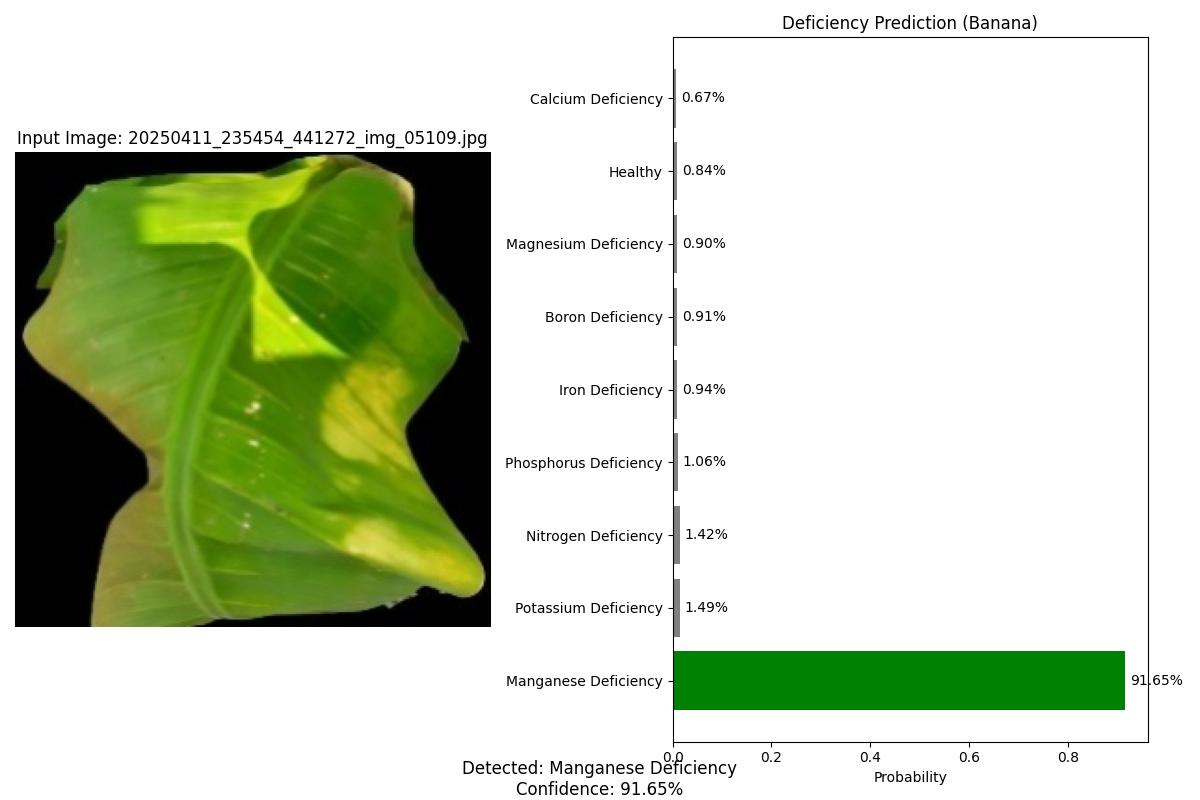 Deficiency Prediction (Banana)
Input Image: 20250411_235454_441272_img_05109.jpg
Calcium Deficiency 0.67%
Healthy 0.84%
Magnesium Deficiency 0.90%
Boron Deficiency 0.91%
Iron Deficiency 0.94%
Phosphorus Deficiency 1.06%
Nitrogen Deficiency 1.42%
Potassium Deficiency 1.49%
Manganese Deficiency 91.65%
0.0 0.2 0.4 0.6 0.8
Probability
Detected: Manganese Deficiency
Confidence: 91.65%